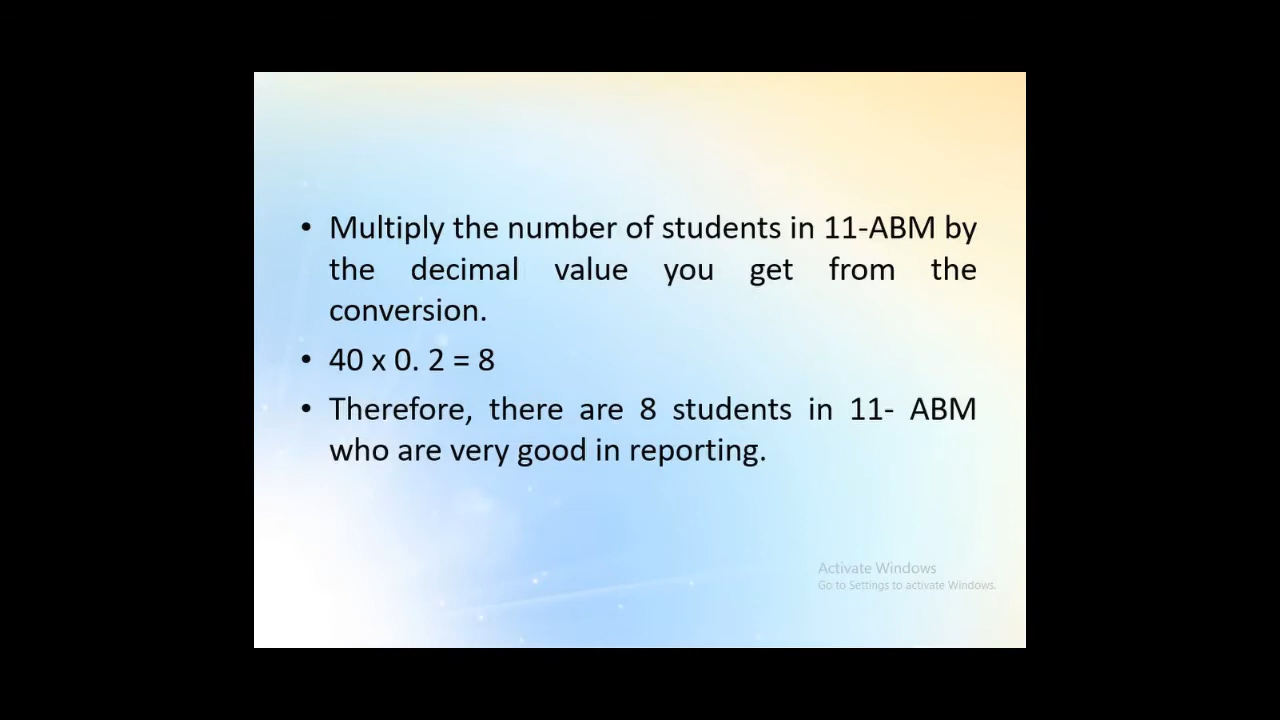 • Multiply the number of students in 11-ABM by
the decimal value you get from the
conversion.
• 40 x 0. 2 = 8
• Therefore, there are 8 students in 11- ABM
who are very good in reporting.
Activate Windows
Go to Settings to activate Windows.